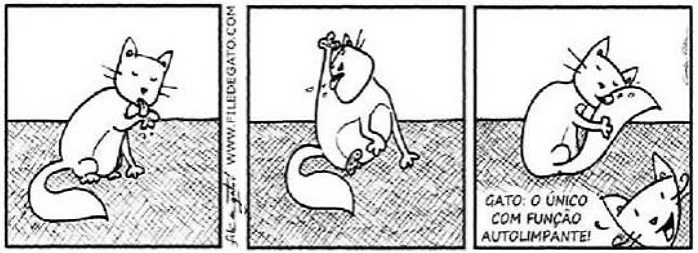 WWW.FILEDEGATO.COM
GATO: O ÚNICO
COM FUNÇÃO
AUTOLIMPANTE!